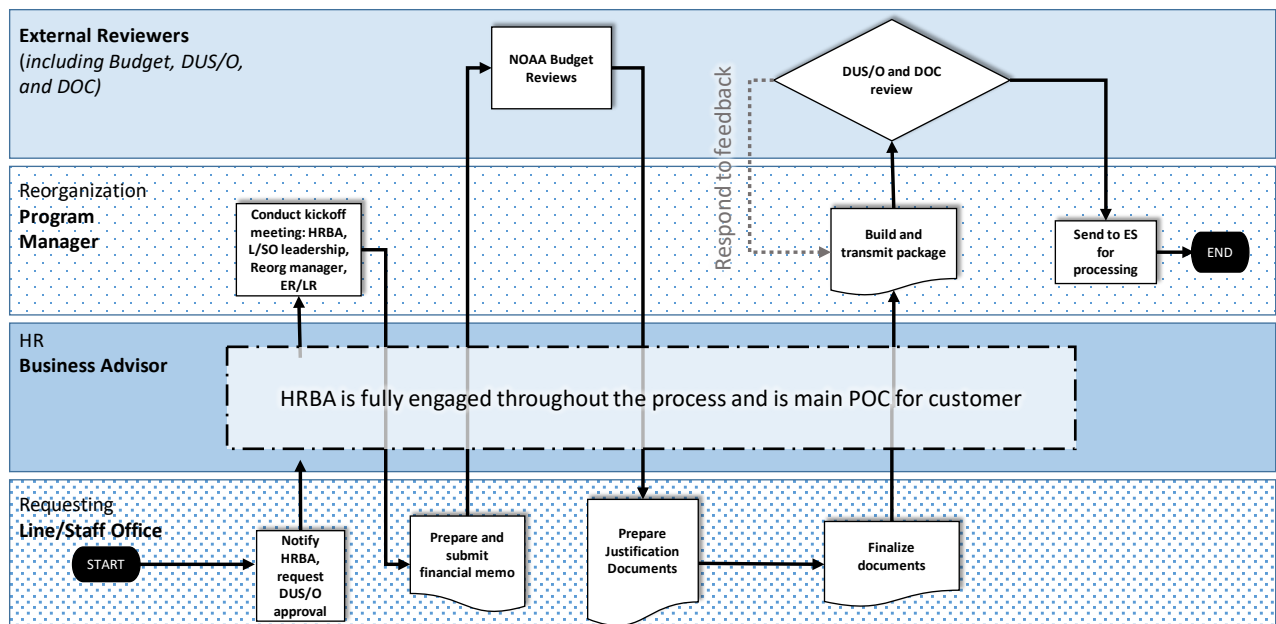 External Reviewers
(including Budget, DUS/O,
and DOC)
NOAA Budget
Reviews
DUS/O and DOC
review
Respond to feedback
Reorganization
Program
Manager
Conduct kickoff
meeting: HRBA,
L/SO leadership,
Reorg manager,
ER/LR
Build and
transmit package
Send to ES
for
processing
END
HR
Business Advisor
HRBA is fully engaged throughout the process and is main POC for customer
Requesting
Line/Staff Office
START
Notify
HRBA,
request
DUS/O
approval
Prepare and
submit
financial memo
Prepare
Justification
Documents
Finalize
documents